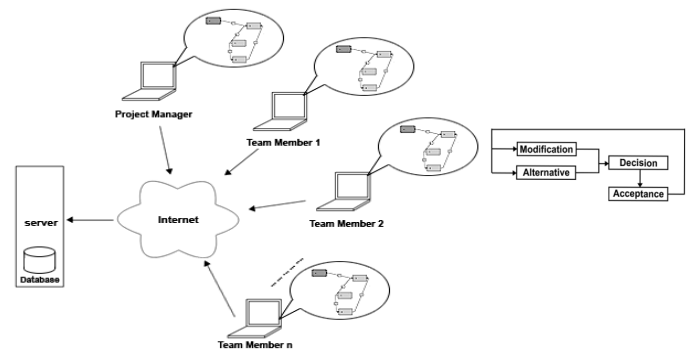 Project Manager
Team Member 1
Team Member 2
Modification
Alternative
Decision
Acceptance
Internet
server
Database
Team Member n